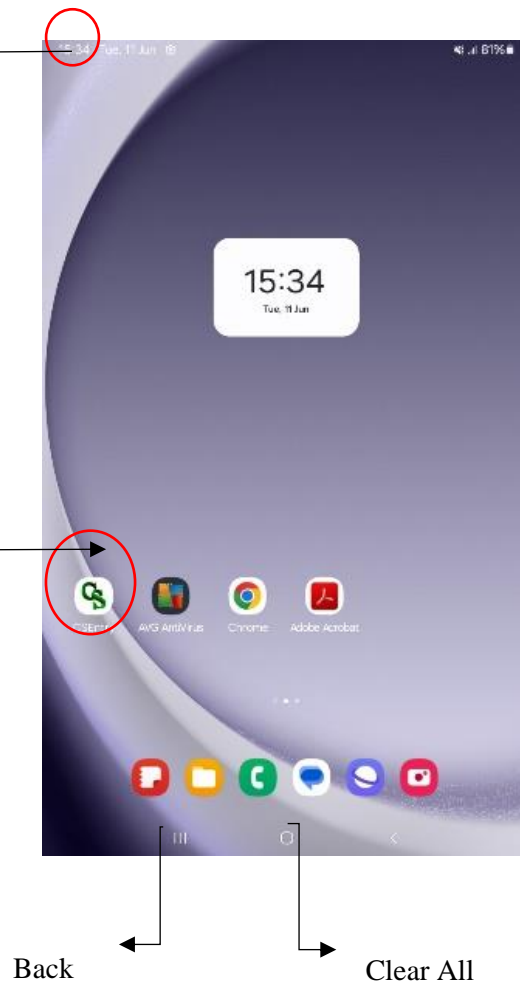 15:34 Tue, 11 Jun
81%
15:34
Tue, 11 Jun
CSEntry AVG AntiVirus Chrome Adobe Acrobat
Back
Clear All